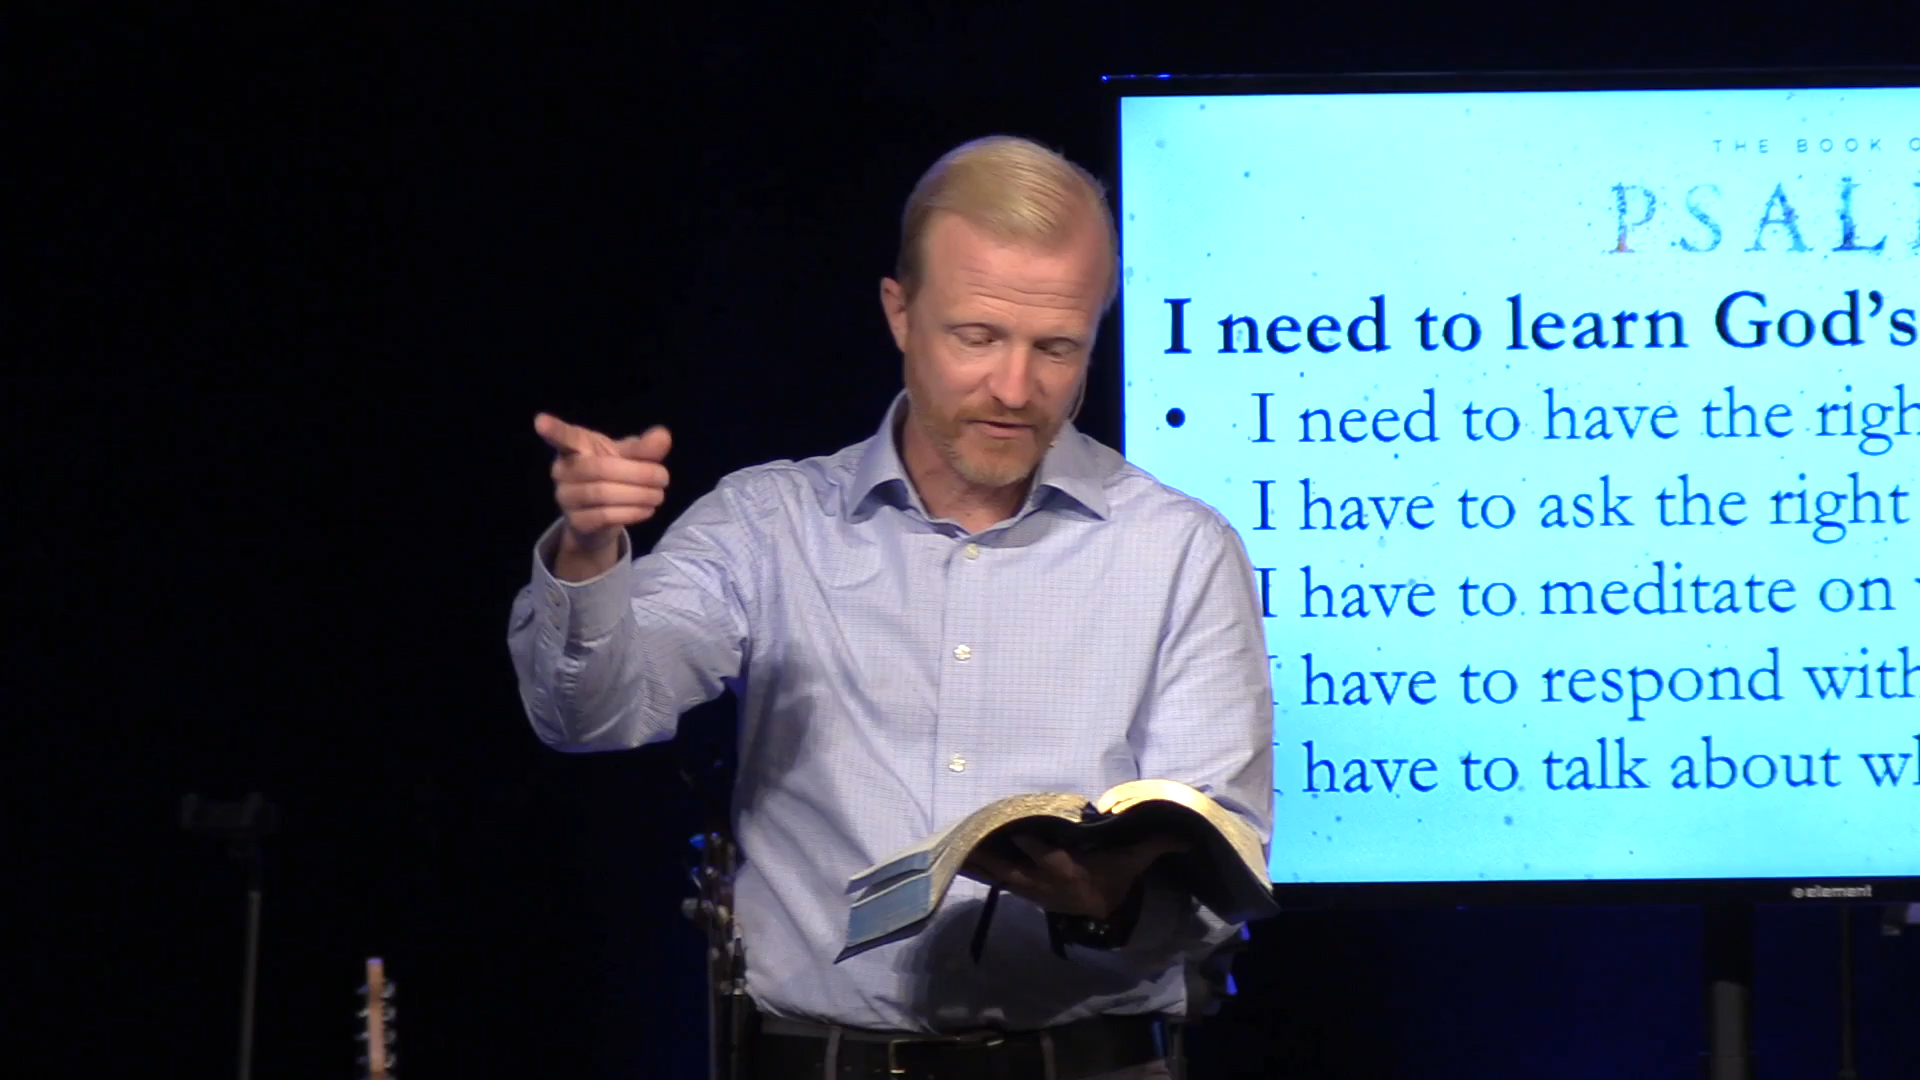 THE BOOK O
PSAL
I need to learn God's
• I need to have the righ
I have to ask the right
I have to meditate on
I have to respond with
I have to talk about wh
element